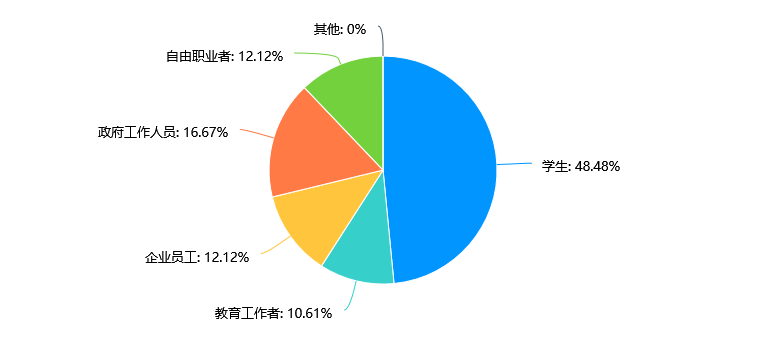 其他: 0%
自由职业者: 12.12%
政府工作人员: 16.67%
学生: 48.48%
企业员工: 12.12%
教育工作者: 10.61%